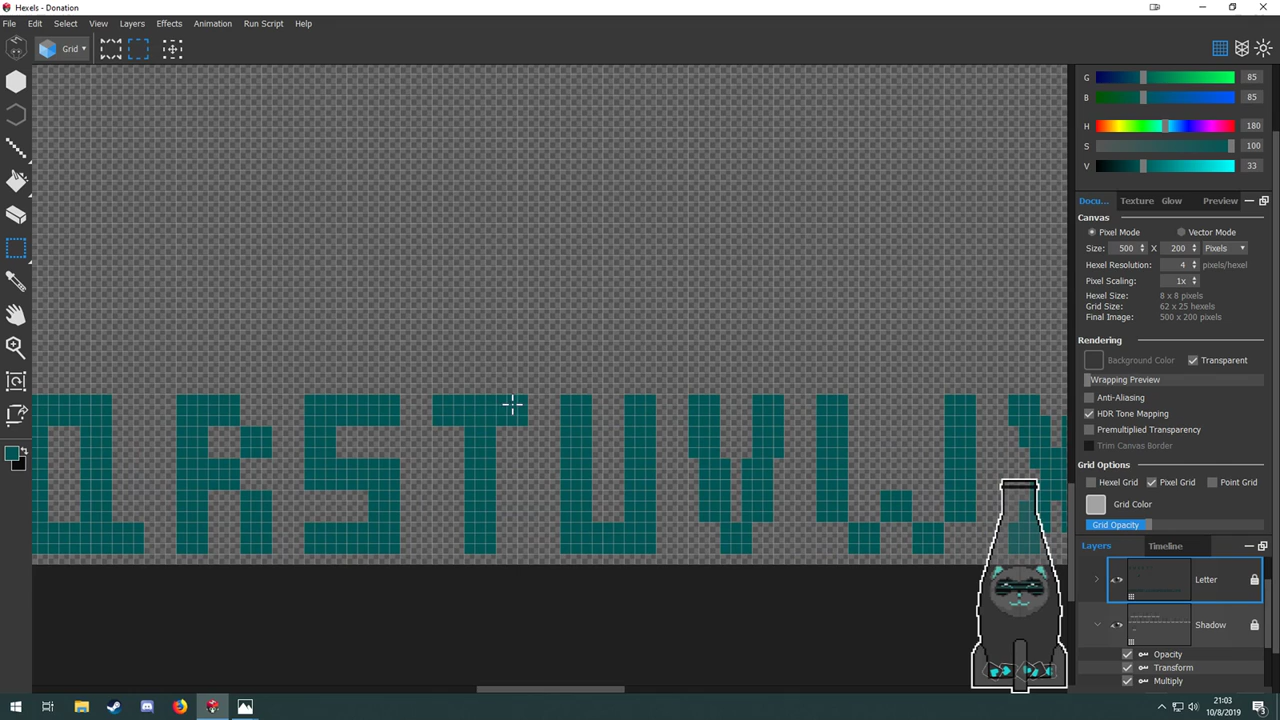 Hexels - Donation
File Edit Select View Layers Effects Animation Run Script Help
Grid
G 85
B 85
H 180
S 100
V 33
Docu... Texture Glow Preview
Canvas
Pixel Mode Vector Mode
Size: 500 X 200 Pixels
Hexel Resolution: 4 pixels/hexel
Pixel Scaling: 1x
Hexel Size: 8 x 8 pixels
Grid Size: 62 x 25 hexels
Final Image: 500 x 200 pixels
Rendering
Background Color Transparent
Wrapping Preview
Anti-Aliasing
HDR Tone Mapping
Premultiplied Transparency
Trim Canvas Border
Grid Options
Hexel Grid Pixel Grid Point Grid
Grid Color
Grid Opacity
Q R S T U V W X
Layers Timeline
Letter
Shadow
Opacity
Transform
Multiply
21:03
10/8/2019
3